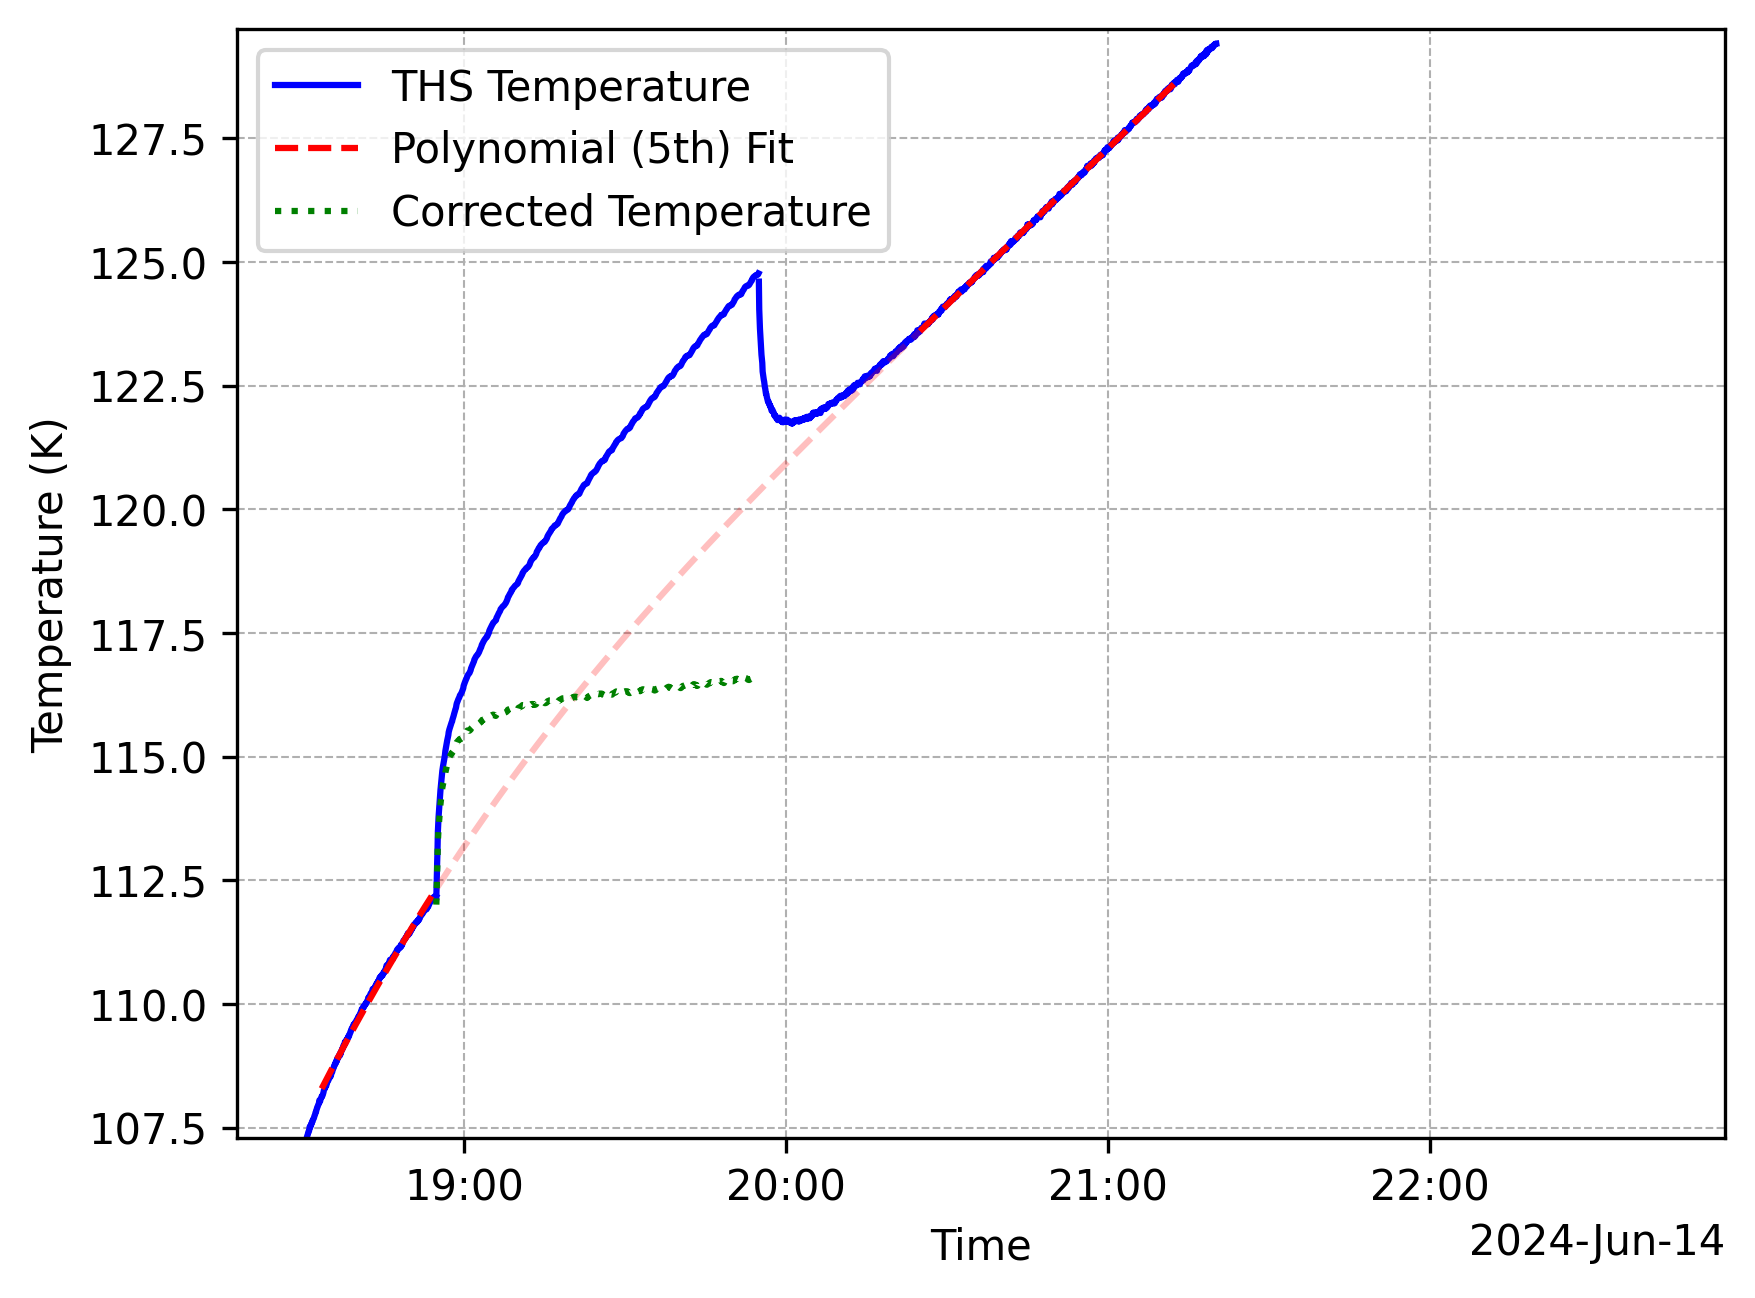 THS Temperature
Polynomial (5th) Fit
Corrected Temperature
127.5
125.0
122.5
120.0
117.5
115.0
112.5
110.0
107.5
Temperature (K)
19:00 20:00 21:00 22:00
Time
2024-Jun-14